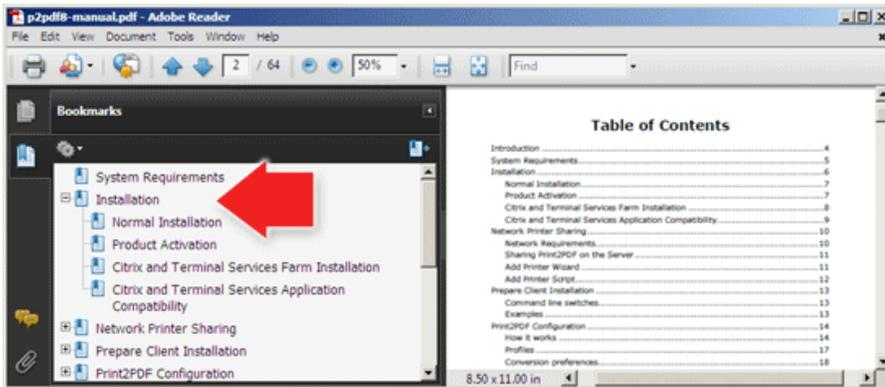 p2pdf8-manual.pdf - Adobe Reader
File Edit View Document Tools Window Help
2 / 64 50% Find
Bookmarks
System Requirements
Installation
Normal Installation
Product Activation
Citrix and Terminal Services Farm Installation
Citrix and Terminal Services Application
Compatibility
Network Printer Sharing
Prepare Client Installation
Print2PDF Configuration
Table of Contents
Introduction 4
System Requirements 5
Installation 6
Normal Installation 7
Product Activation 7
Citrix and Terminal Services Farm Installation 8
Citrix and Terminal Services Application Compatibility 9
Network Printer Sharing 10
Network Requirements 10
Sharing Print2PDF on the Server 11
Add Printer Wizard 11
Add Printer Script 12
Prepare Client Installation 13
Command line switches 13
Examples 13
Print2PDF Configuration 14
How it works 14
Profiles 17
Conversion preferences 18
8.50 x 11.00 in